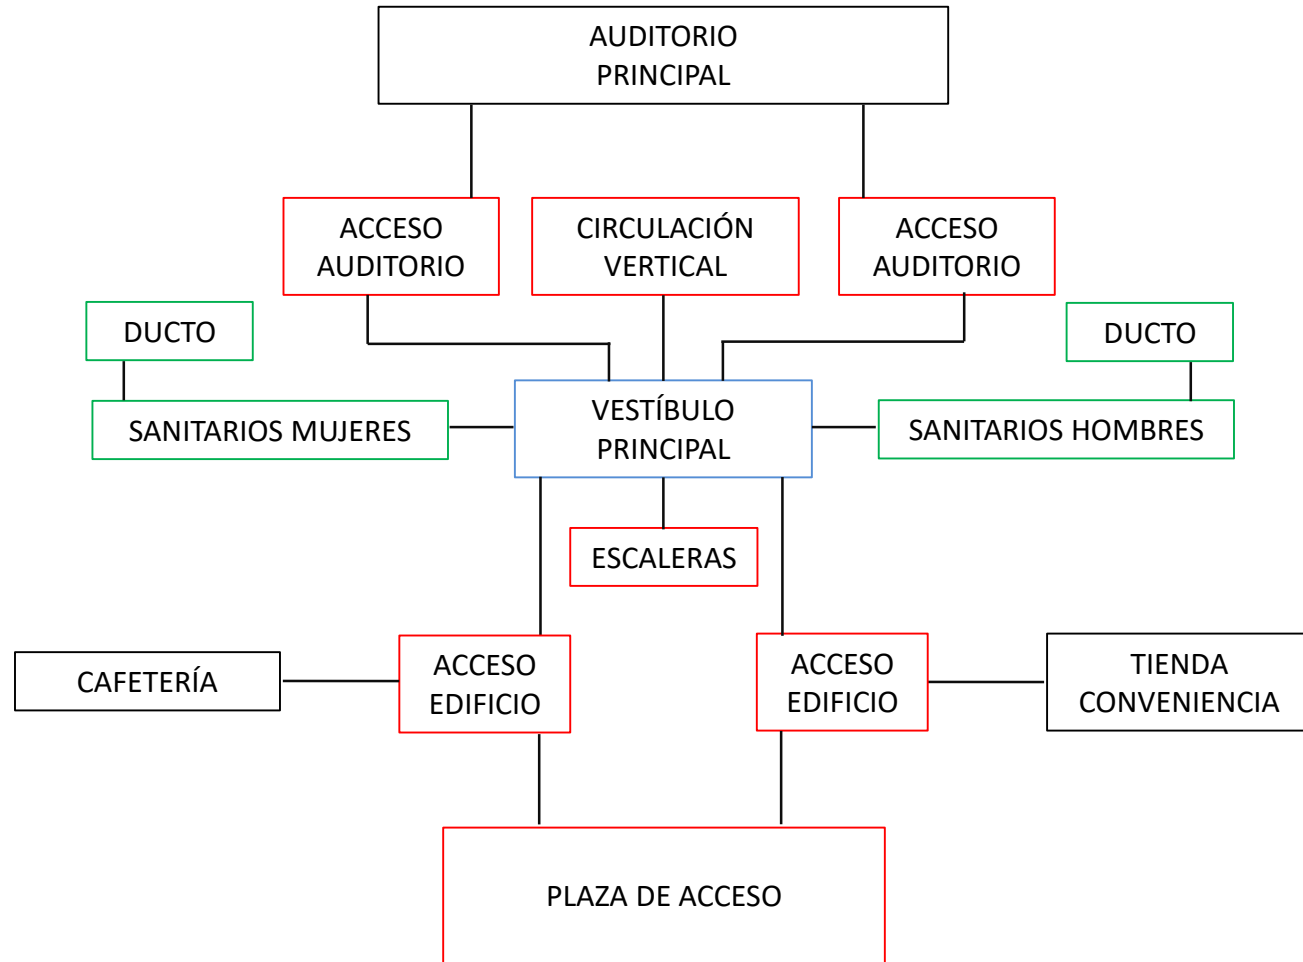 AUDITORIO
PRINCIPAL
ACCESO
AUDITORIO
CIRCULACIÓN
VERTICAL
ACCESO
AUDITORIO
DUCTO
DUCTO
SANITARIOS MUJERES
VESTÍBULO
PRINCIPAL
SANITARIOS HOMBRES
ESCALERAS
CAFETERÍA
ACCESO
EDIFICIO
ACCESO
EDIFICIO
TIENDA
CONVENIENCIA
PLAZA DE ACCESO